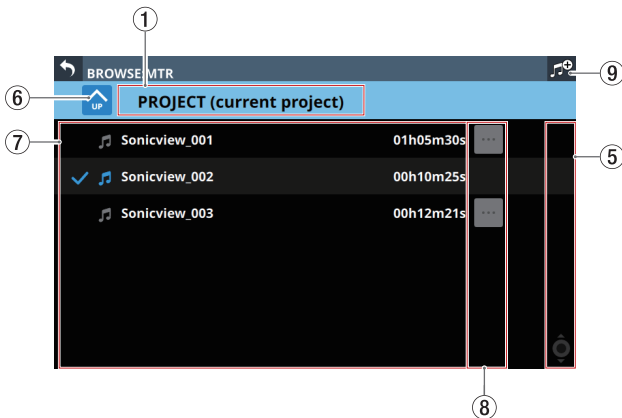 ①
BROWSE:MTR
⑨
⑥
UP
PROJECT (current project)
⑦
Sonicview_001 01h05m30s ...
⑤
Sonicview_002 00h10m25s
Sonicview_003 00h12m21s ...
⑧